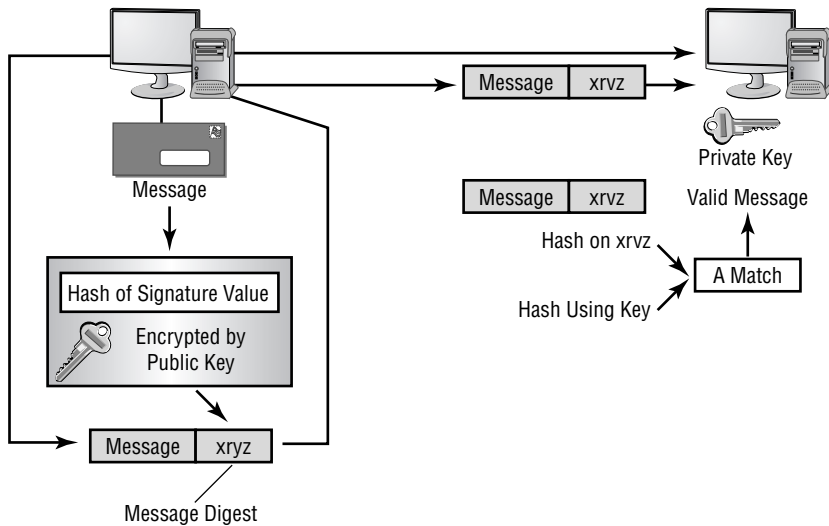 Message xrvz
Private Key
Message
Message xrvz
Valid Message
Hash on xrvz
A Match
Hash Using Key
Hash of Signature Value
Encrypted by
Public Key
Message xryz
Message Digest